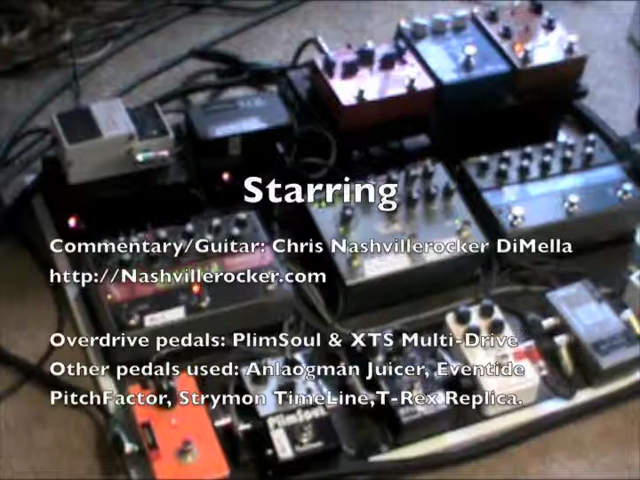 Starring
Commentary/Guitar: Chris Nashvillerocker DiMella
http://Nashvillerocker.com
Overdrive pedals: PlimSoul & XTS Multi-Drive
Other pedals used: Anlaogman Juicer, Eventide
PitchFactor, Strymon TimeLine,T-Rex Replica.
PlimSoul